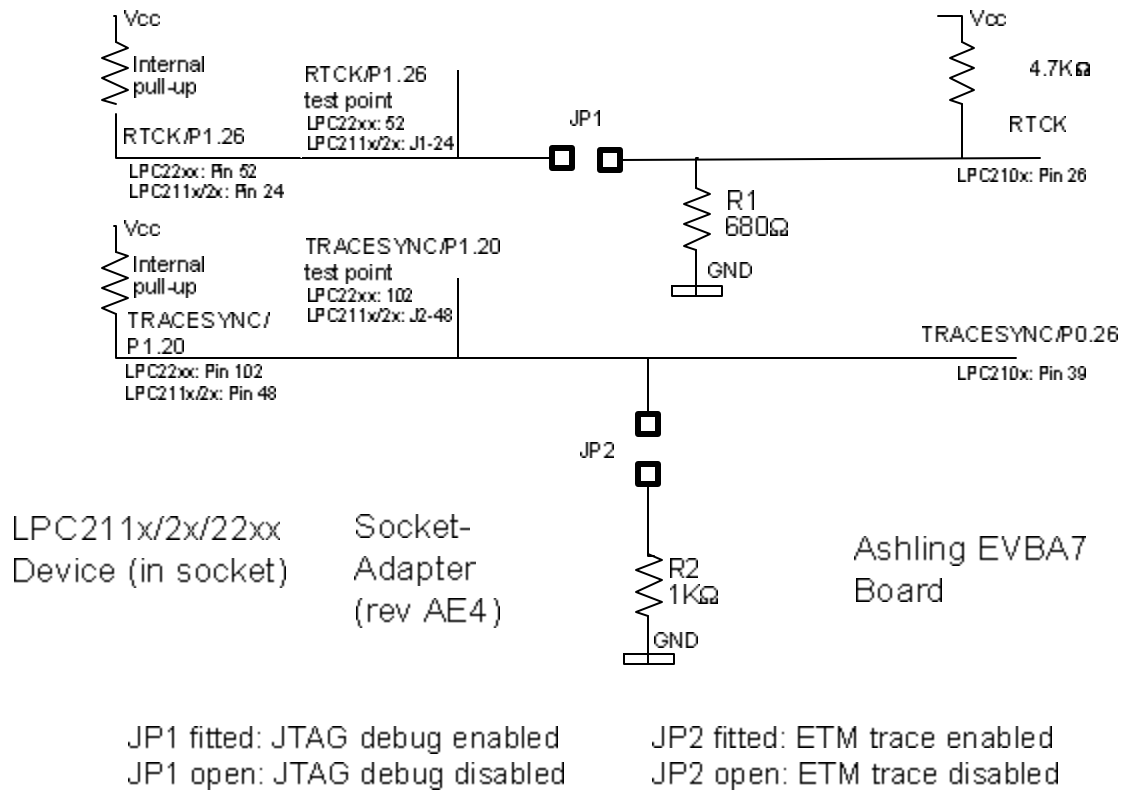 Vcc
Internal
pull-up
RTCK/P1.26
LPC22xx: Pin 52
LPC211x/2x: Pin 24
RTCK/P1.26
test point
LPC22xx: 52
LPC211x/2x: J1-24
JP1
Vcc
4.7KΩ
RTCK
LPC210x: Pin 26
R1
680Ω
GND
Vcc
Internal
pull-up
TRACESYNC/
P1.20
LPC22xx: Pin 102
LPC211x/2x: Pin 48
TRACESYNC/P1.20
test point
LPC22xx: 102
LPC211x/2x: J2-48
TRACESYNC/P0.26
LPC210x: Pin 39
JP2
R2
1KΩ
GND
LPC211x/2x/22xx
Device (in socket)
Socket-
Adapter
(rev AE4)
Ashling EVBA7
Board
JP1 fitted: JTAG debug enabled
JP1 open: JTAG debug disabled
JP2 fitted: ETM trace enabled
JP2 open: ETM trace disabled